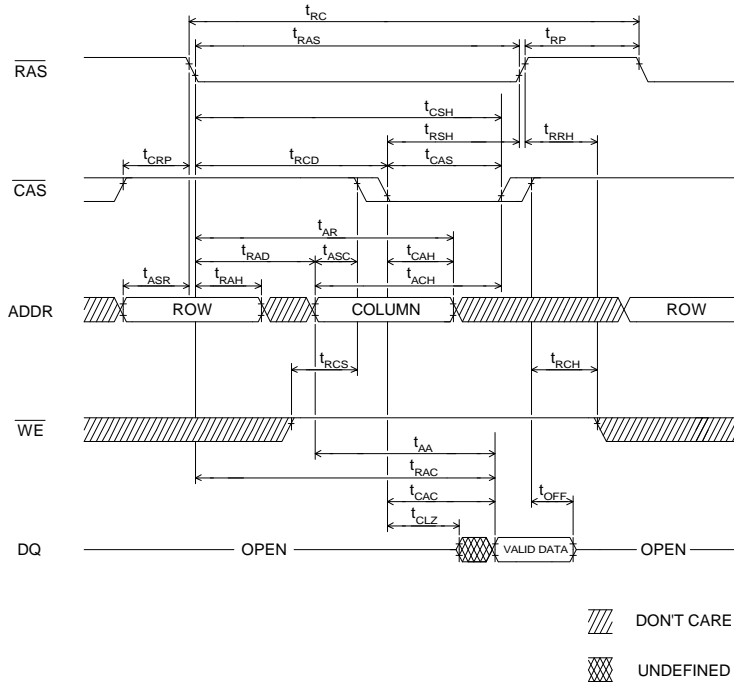 tRC
tRAS tRP
RAS
tCSH
tRSH tRRH
tCRP tRCD tCAS
CAS
tAR
tRAD tASC tCAH
tASR tRAH tACH
ADDR ROW COLUMN ROW
tRCS tRCH
WE
tAA
tRAC
tCAC tOFF
tCLZ
DQ OPEN VALID DATA OPEN
DON'T CARE
UNDEFINED